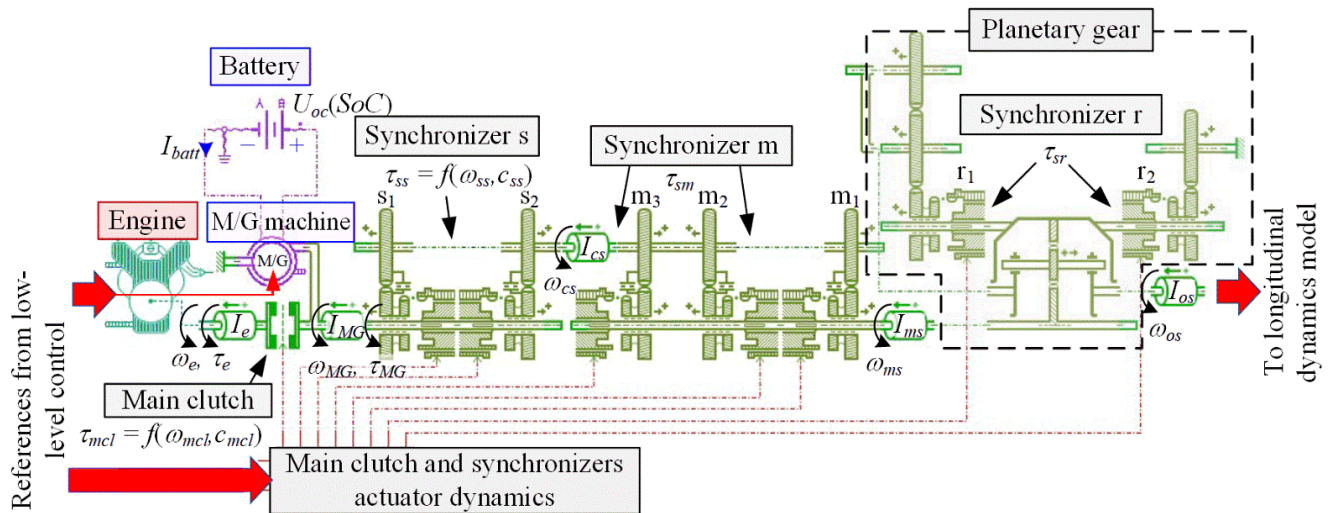 Planetary gear
Battery
U_oc(SoC)
I_batt
− +
Synchronizer s
τ_ss = f(ω_ss, c_ss)
Synchronizer m
τ_sm
Synchronizer r
τ_sr
r_1
r_2
Engine
M/G machine
M/G
s_1
s_2
m_3
m_2
m_1
I_cs
ω_cs
I_e
I_MG
I_ms
I_os
ω_e, τ_e
ω_MG, τ_MG
ω_ms
ω_os
Main clutch
τ_mcl = f(ω_mcl, c_mcl)
Main clutch and synchronizers
actuator dynamics
References from low-
level control
To longitudinal
dynamics model